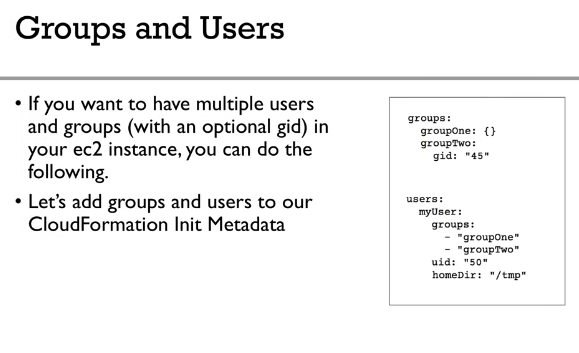 Groups and Users
• If you want to have multiple users
and groups (with an optional gid) in
your ec2 instance, you can do the
following.
• Let's add groups and users to our
CloudFormation Init Metadata
groups:
  groupOne: {}
  groupTwo:
    gid: "45"
users:
  myUser:
    groups:
      - "groupOne"
      - "groupTwo"
    uid: "50"
    homeDir: "/tmp"